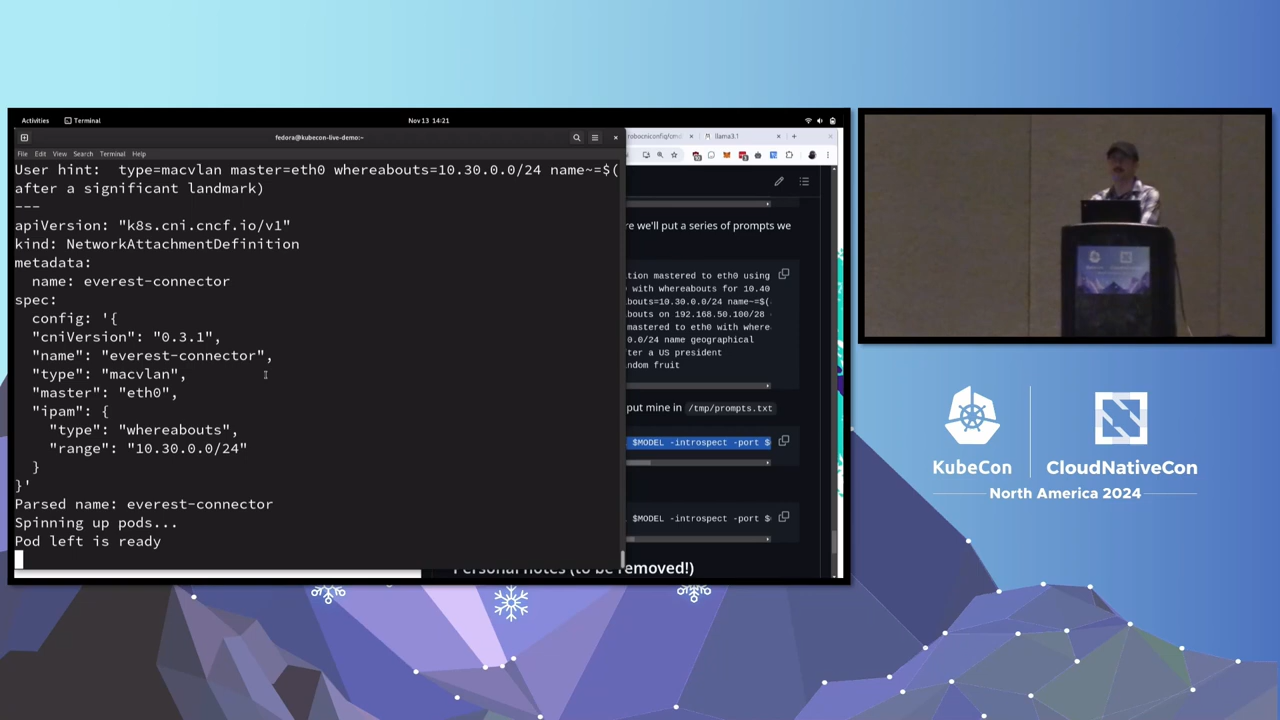 Activities
Terminal
Nov 13 14:21
fedora@kubecon-live-demo:~
File Edit View Search Terminal Help
User hint:  type=macvlan master=eth0 whereabouts=10.30.0.0/24 name~=$(
after a significant landmark)
---
apiVersion: "k8s.cni.cncf.io/v1"
kind: NetworkAttachmentDefinition
metadata:
  name: everest-connector
spec:
  config: '{
  "cniVersion": "0.3.1",
  "name": "everest-connector",
  "type": "macvlan",
  "master": "eth0",
  "ipam": {
    "type": "whereabouts",
    "range": "10.30.0.0/24"
  }
}'
Parsed name: everest-connector
Spinning up pods...
Pod left is ready
robocniconfig/cmd
llama3.1
re we'll put a series of prompts we
tion mastered to eth0 using
with whereabouts for 10.40
bouts=10.30.0.0/24 name~=$(
bouts on 192.168.50.100/28
mastered to eth0 with where
0.0/24 name geographical
fter a US president
ndom fruit
put mine in /tmp/prompts.txt
$MODEL -introspect -port $
$MODEL -introspect -port $
Personal notes (to be removed!)
KubeCon
CloudNativeCon
North America 2024